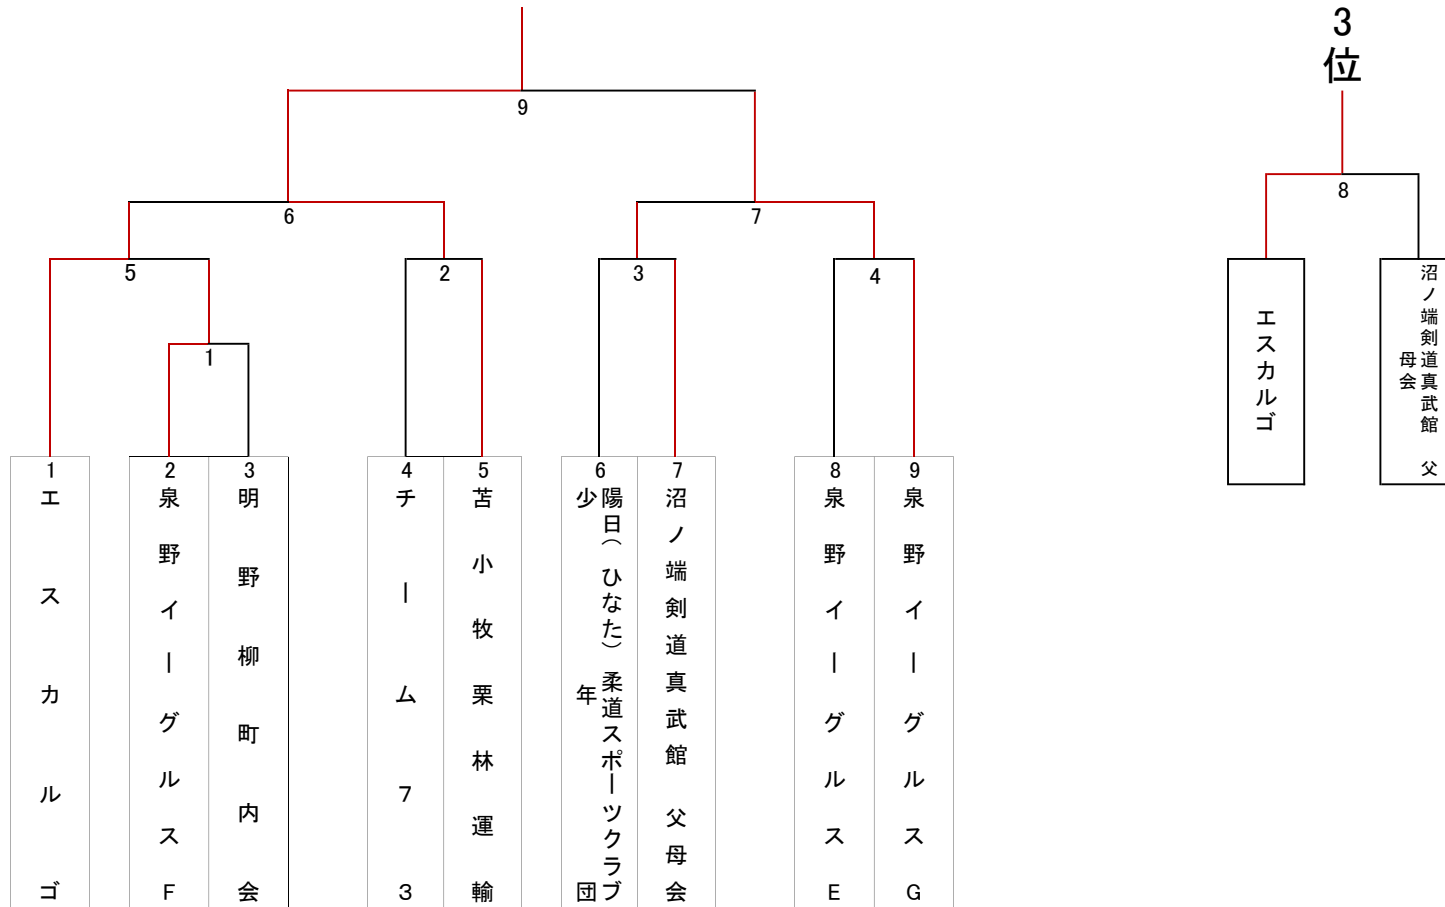 3位
9
8
6
7
5
2
3
4
1
エスカルゴ
沼ノ端剣道真武館　父母会
1
エスカルゴ
2
泉野イーグルスF
3
明野柳町内会
4
チーム73
5
苫小牧栗林運輸
6
陽日（ひなた）柔道スポーツクラブ
少年団
7
沼ノ端剣道真武館　父母会
8
泉野イーグルスE
9
泉野イーグルスG